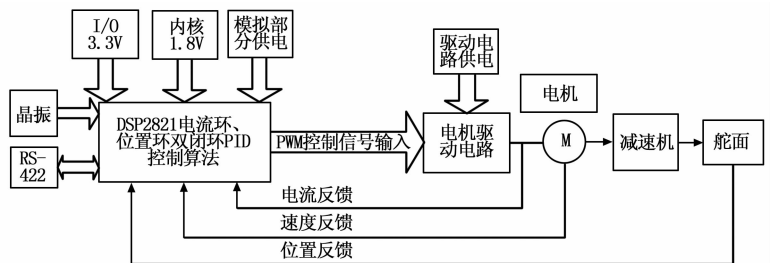 I/O
3.3V
内核
1.8V
模拟部
分供电
驱动电
路供电
电机
晶振
RS-
422
DSP2821电流环、
位置环双闭环PID
控制算法
PWM控制信号输入
电机驱
动电路
M
减速机
舵面
电流反馈
速度反馈
位置反馈